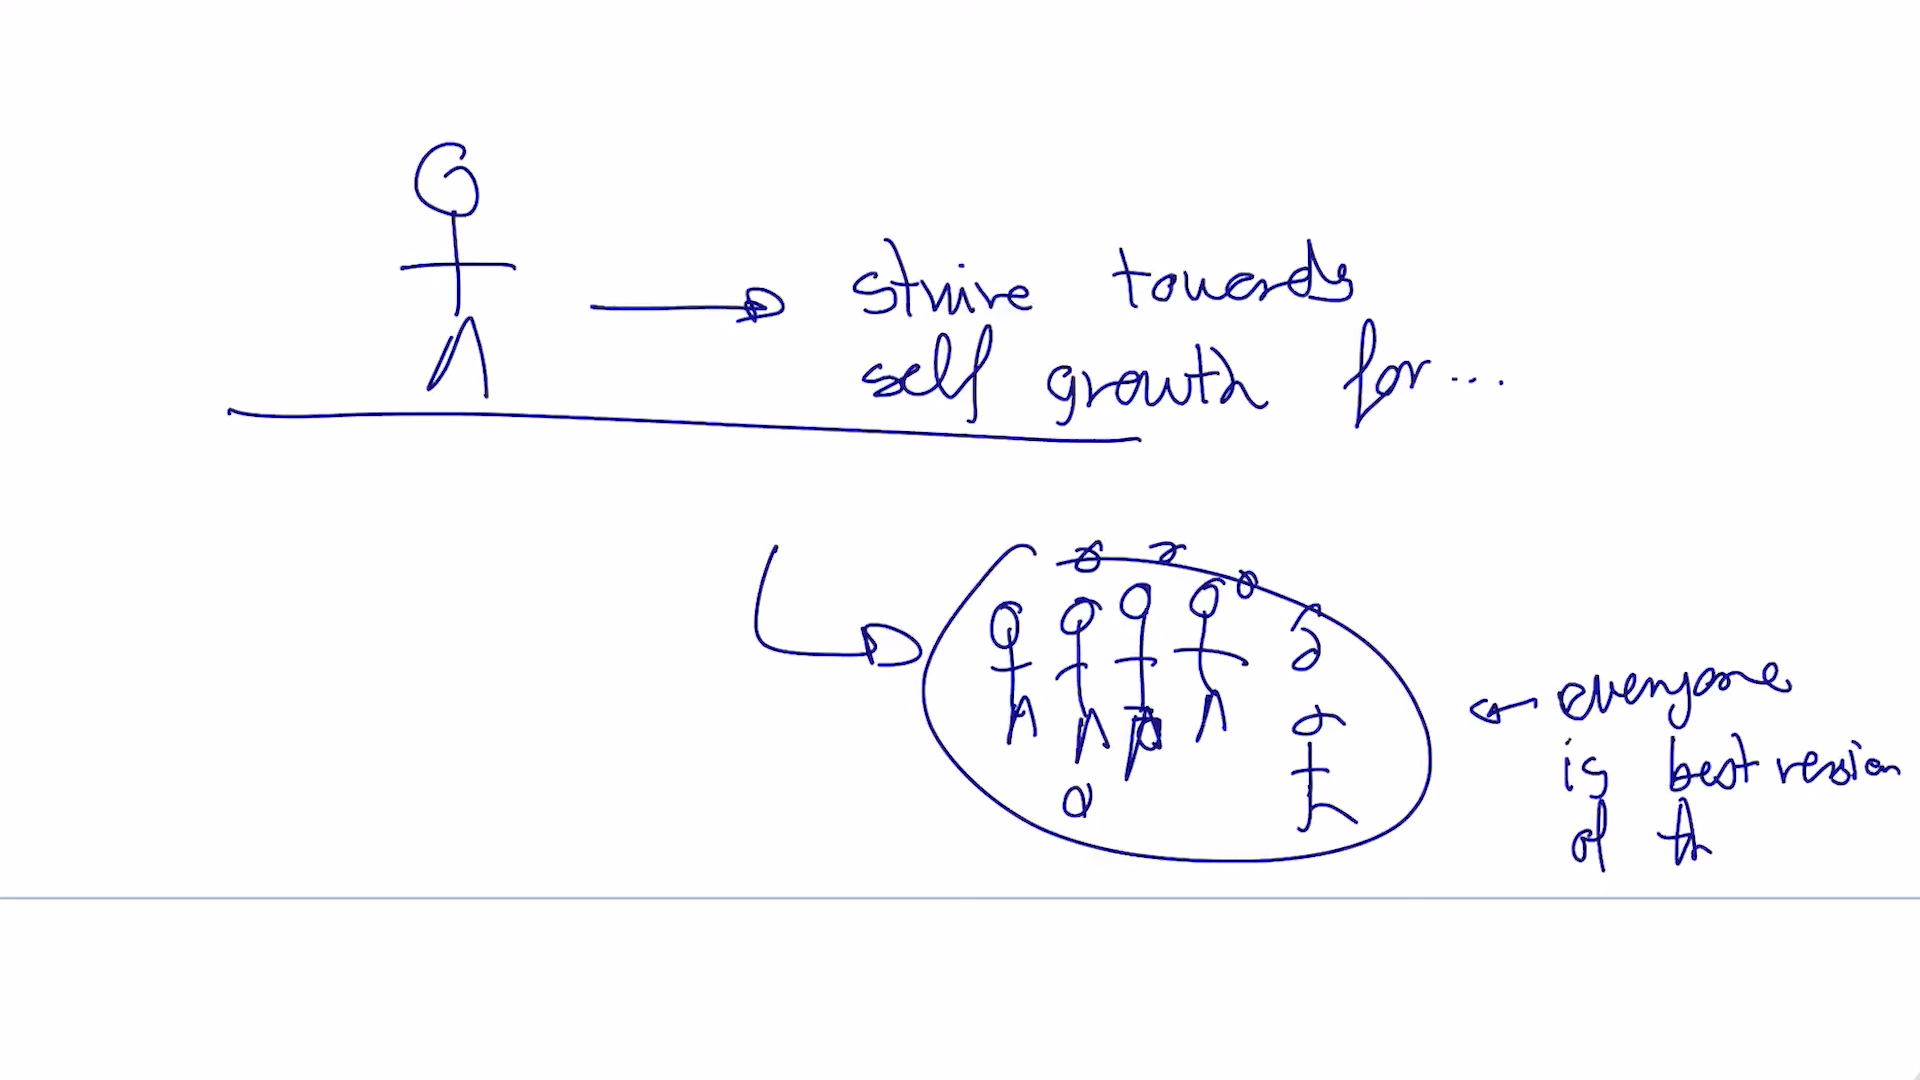 strive towards
self growth for...
everyone
is best version
of th